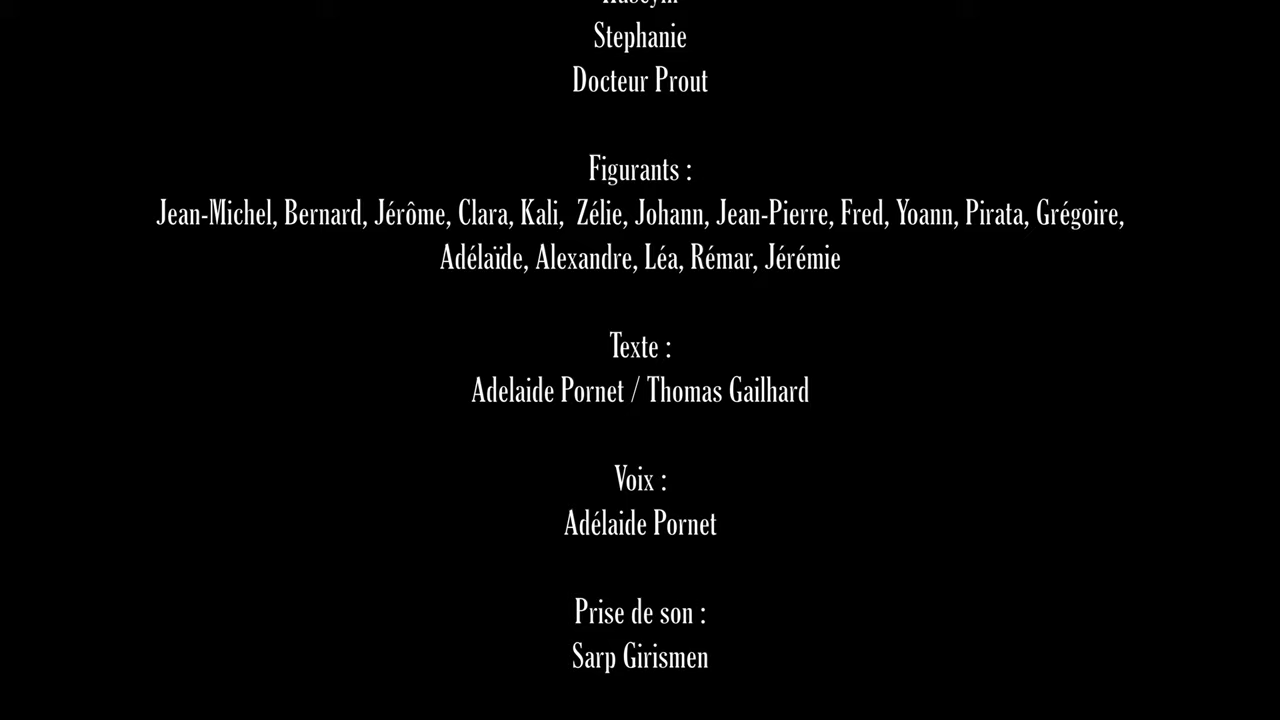 Stephanie
Docteur Prout
Figurants :
Jean-Michel, Bernard, Jérôme, Clara, Kali, Zélie, Johann, Jean-Pierre, Fred, Yoann, Pirata, Grégoire,
Adélaïde, Alexandre, Léa, Rémar, Jérémie
Texte :
Adelaide Pornet / Thomas Gailhard
Voix :
Adélaide Pornet
Prise de son :
Sarp Girismen